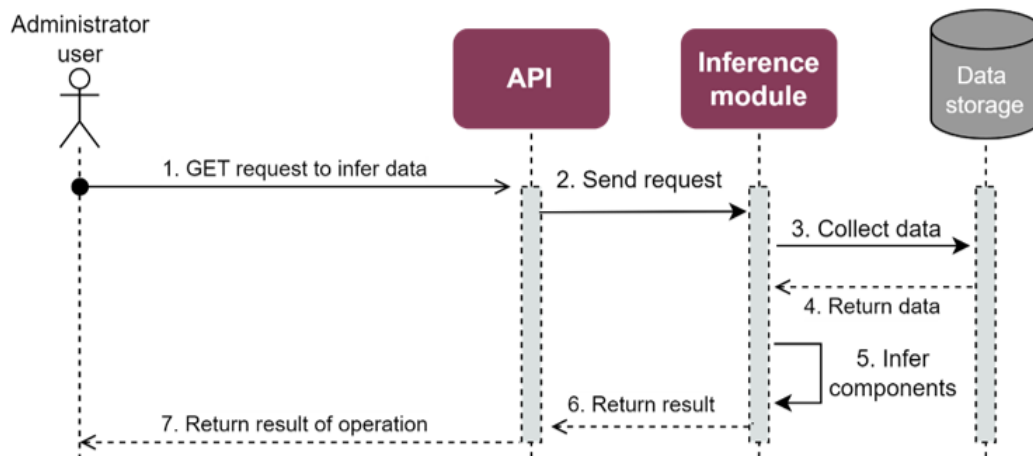 Administrator
user
API
Inference
module
Data
storage
1. GET request to infer data
2. Send request
3. Collect data
4. Return data
5. Infer
components
6. Return result
7. Return result of operation